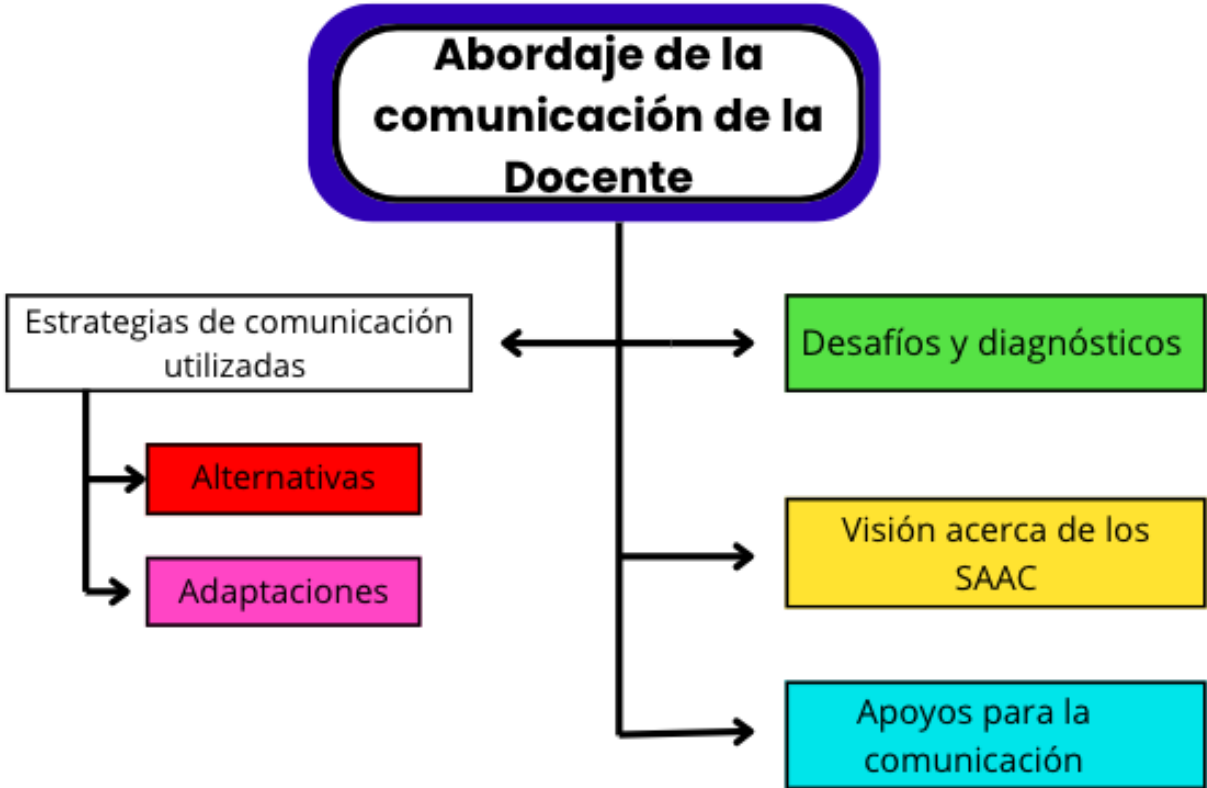 Abordaje de la
comunicación de la
Docente
Estrategias de comunicación
utilizadas
Alternativas
Adaptaciones
Desafíos y diagnósticos
Visión acerca de los
SAAC
Apoyos para la
comunicación